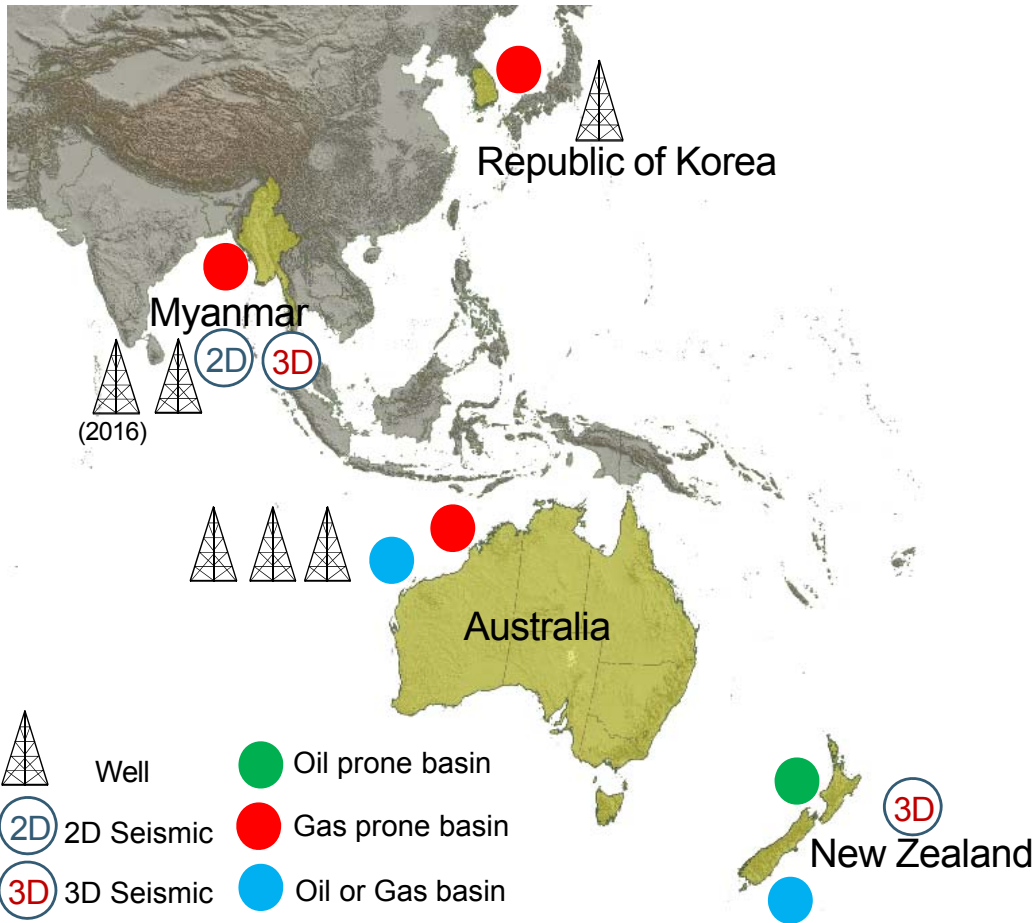 Republic of Korea
Myanmar
2D
3D
(2016)
Australia
Well
Oil prone basin
2D
2D Seismic
Gas prone basin
3D
New Zealand
3D
3D Seismic
Oil or Gas basin